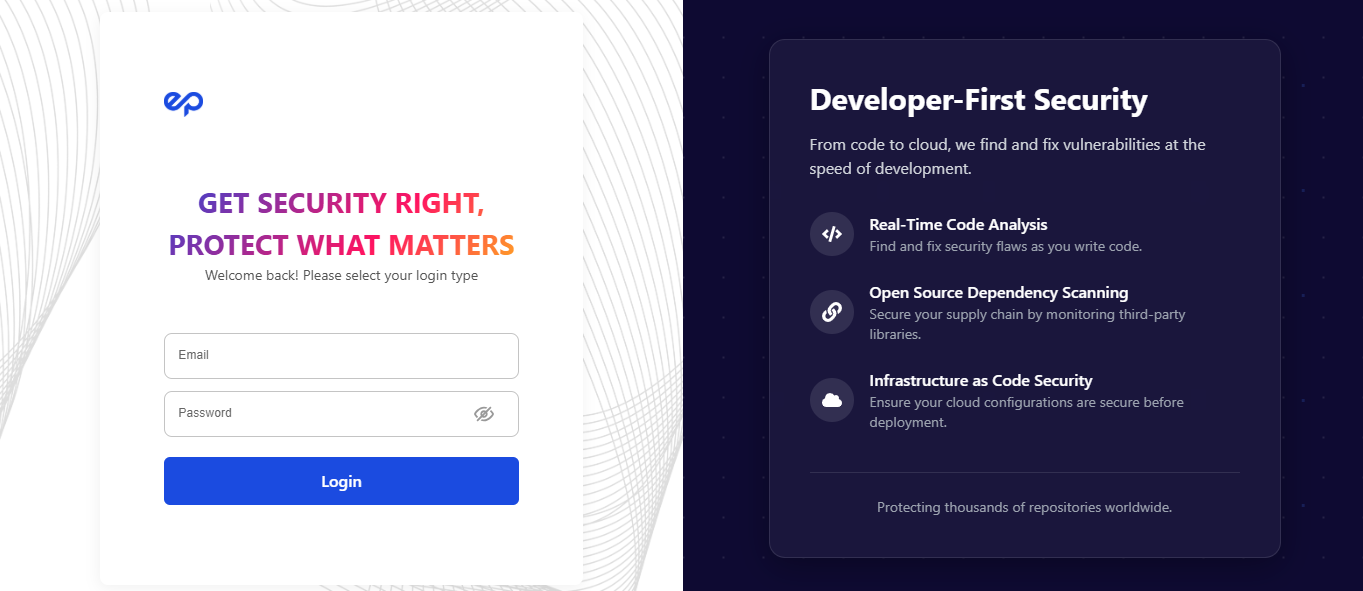 ep
GET SECURITY RIGHT,
PROTECT WHAT MATTERS
Welcome back! Please select your login type
Email
Password
Login
Developer-First Security
From code to cloud, we find and fix vulnerabilities at the
speed of development.
Real-Time Code Analysis
Find and fix security flaws as you write code.
Open Source Dependency Scanning
Secure your supply chain by monitoring third-party
libraries.
Infrastructure as Code Security
Ensure your cloud configurations are secure before
deployment.
Protecting thousands of repositories worldwide.